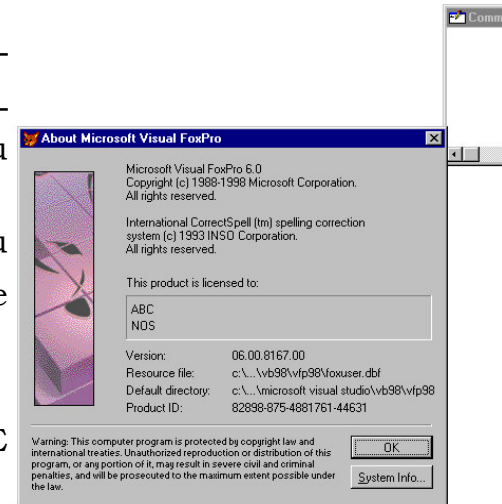 About Microsoft Visual FoxPro
Microsoft Visual FoxPro 6.0
Copyright (c) 1988-1998 Microsoft Corporation.
All rights reserved.
International CorrectSpell (tm) spelling correction
system (c) 1993 INSO Corporation.
All rights reserved.
This product is licensed to:
ABC
NOS
Version: 06.00.8167.00
Resource file: c:\...\vb98\vfp98\foxuser.dbf
Default directory: c:\...\microsoft visual studio\vb98\vfp98
Product ID: 82898-875-4881761-44631
Warning: This computer program is protected by copyright law and
international treaties. Unauthorized reproduction or distribution of this
program, or any portion of it, may result in severe civil and criminal
penalties, and will be prosecuted to the maximum extent possible under
the law.
OK
System Info...